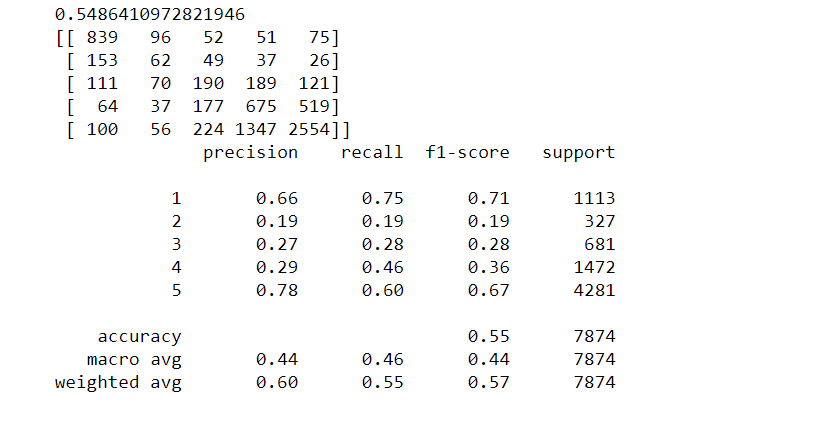 0.5486410972821946
[[ 839 96 52 51 75]
[ 153 62 49 37 26]
[ 111 70 190 189 121]
[ 64 37 177 675 519]
[ 100 56 224 1347 2554]]
precision recall f1-score support
1 0.66 0.75 0.71 1113
2 0.19 0.19 0.19 327
3 0.27 0.28 0.28 681
4 0.29 0.46 0.36 1472
5 0.78 0.60 0.67 4281
accuracy 0.55 7874
macro avg 0.44 0.46 0.44 7874
weighted avg 0.60 0.55 0.57 7874